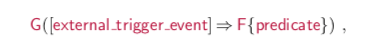 G([external_trigger_event] ⇒ F{predicate}) ,